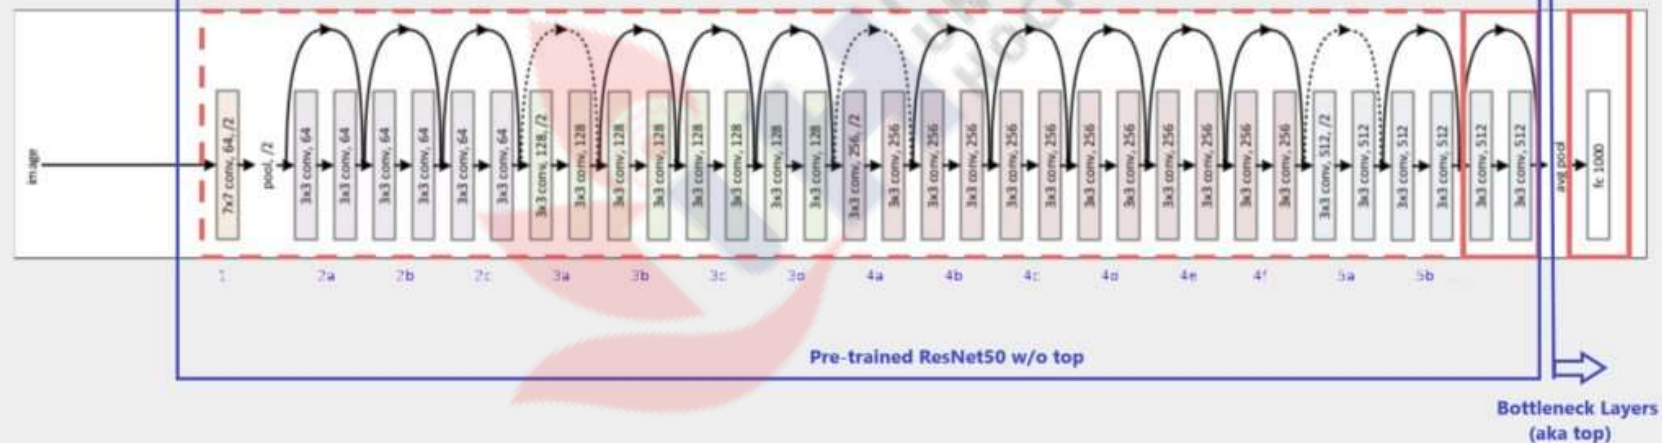 image
7x7 conv, 64, /2
pool, /2
3x3 conv, 64
3x3 conv, 64
3x3 conv, 64
3x3 conv, 64
3x3 conv, 64
3x3 conv, 64
3x3 conv, 128, /2
3x3 conv, 128
3x3 conv, 128
3x3 conv, 128
3x3 conv, 128
3x3 conv, 128
3x3 conv, 128
3x3 conv, 128
3x3 conv, 256, /2
3x3 conv, 256
3x3 conv, 256
3x3 conv, 256
3x3 conv, 256
3x3 conv, 256
3x3 conv, 256
3x3 conv, 256
3x3 conv, 256
3x3 conv, 256
3x3 conv, 256
3x3 conv, 256
3x3 conv, 512, /2
3x3 conv, 512
3x3 conv, 512
3x3 conv, 512
3x3 conv, 512
3x3 conv, 512
avg pool
fc 1000
1 2a 2b 2c 3a 3b 3c 4a 4b 4c 4e 4f 5a 5b
Pre-trained ResNet50 w/o top
Bottleneck Layers
(aka top)